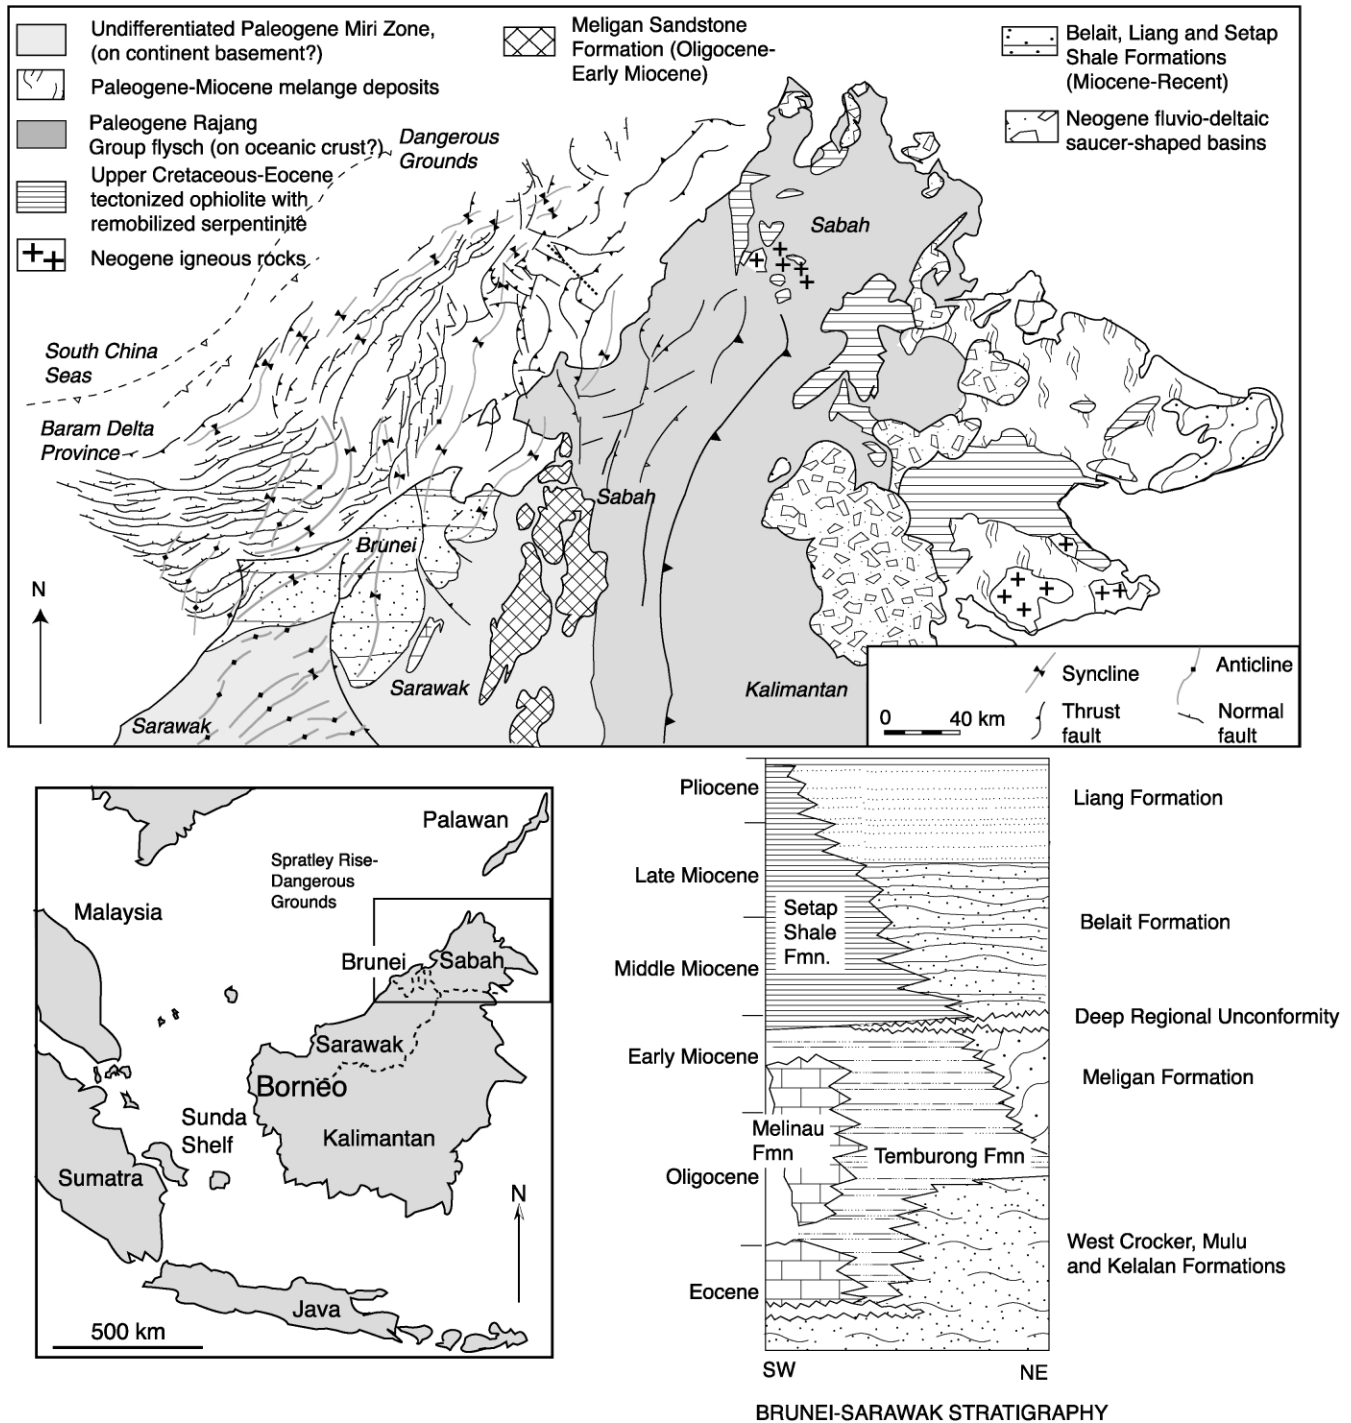 Undifferentiated Paleogene Miri Zone,
(on continent basement?)
Paleogene-Miocene melange deposits
Paleogene Rajang
Group flysch (on oceanic crust?)
Upper Cretaceous-Eocene
tectonized ophiolite with
remobilized serpentinite
Neogene igneous rocks
Meligan Sandstone
Formation (Oligocene-
Early Miocene)
Belait, Liang and Setap
Shale Formations
(Miocene-Recent)
Neogene fluvio-deltaic
saucer-shaped basins
Dangerous
Grounds
Sabah
South China
Seas
Baram Delta
Province
Sabah
Brunei
N
Sarawak
Sarawak
Kalimantan
Syncline
Anticline
0 40 km
Thrust
fault
Normal
fault
Palawan
Spratley Rise-
Dangerous
Grounds
Malaysia
Brunei
Sabah
Sarawak
Borneo
Sunda
Shelf
Kalimantan
Sumatra
N
Java
500 km
Pliocene
Late Miocene
Middle Miocene
Early Miocene
Oligocene
Eocene
Setap
Shale
Fmn.
Melinau
Fmn
Temburong Fmn
Liang Formation
Belait Formation
Deep Regional Unconformity
Meligan Formation
West Crocker, Mulu
and Kelalan Formations
SW NE
BRUNEI-SARAWAK STRATIGRAPHY